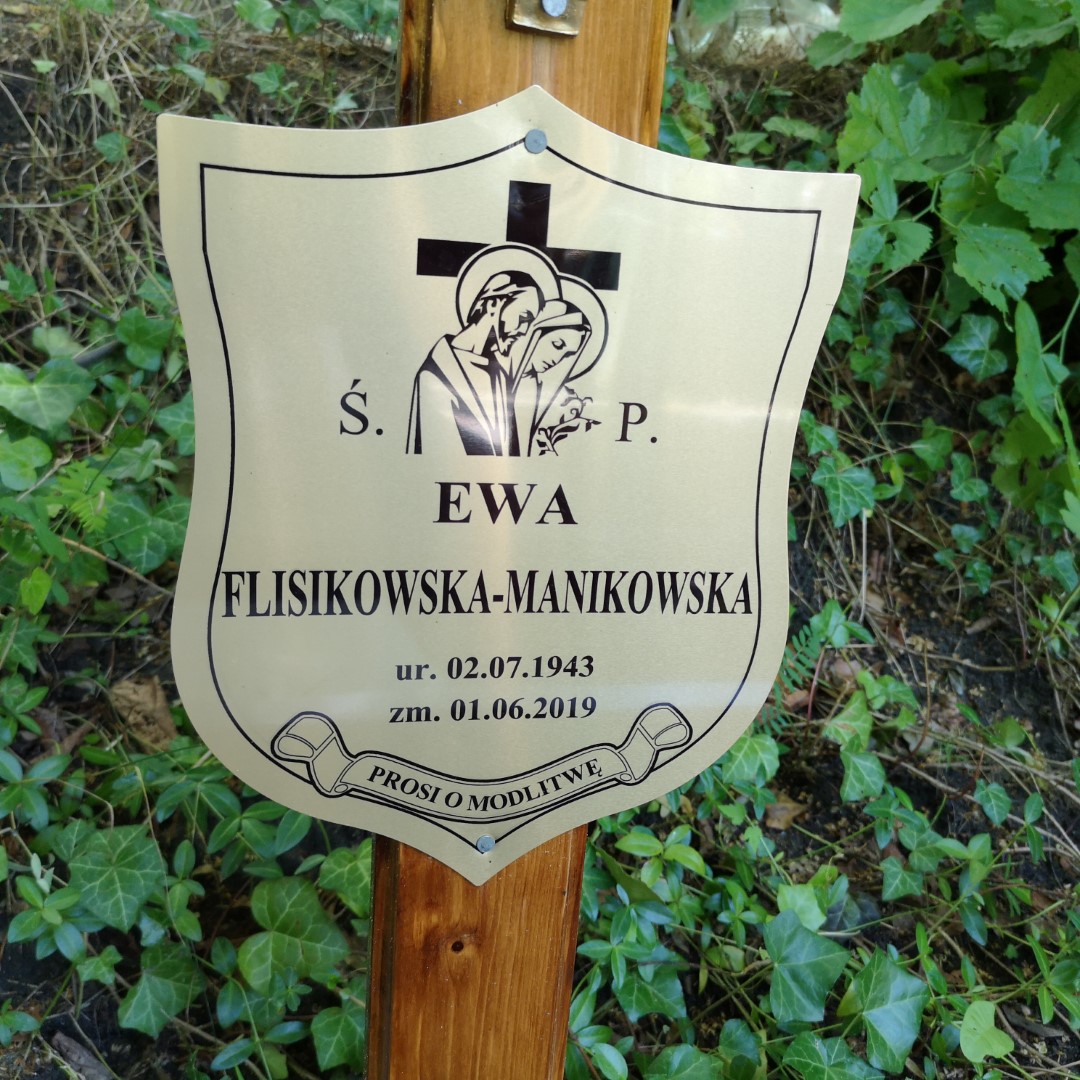 Ś. P.
EWA
FLISIKOWSKA-MANIKOWSKA
ur. 02.07.1943
zm. 01.06.2019
PROSI O MODLITWĘ